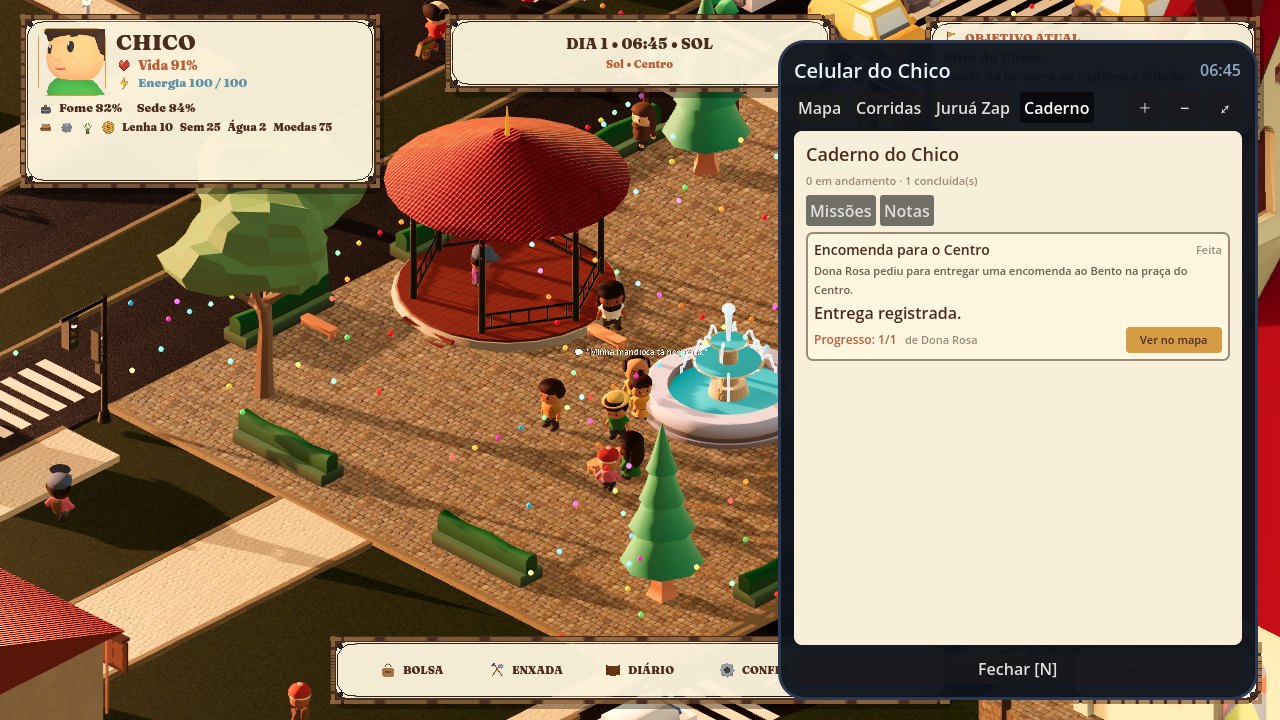 CHICO
Vida 91%
Energia 100 / 100
Fome 82% Sede 84%
Lenha 10 Sem 25 Água 2 Moedas 75
DIA 1 • 06:45 • SOL
Sol • Centro
OBJETIVO ATUAL
Sítio do Chico
Celular do Chico
06:45
Mapa Corridas Juruá Zap Caderno
Caderno do Chico
0 em andamento · 1 concluída(s)
Missões Notas
Encomenda para o Centro
Feita
Dona Rosa pediu para entregar uma encomenda ao Bento na praça do
Centro.
Entrega registrada.
Progresso: 1/1 de Dona Rosa
Ver no mapa
Fechar [N]
"Minha mandioca tá
BOLSA
ENXADA
DIÁRIO